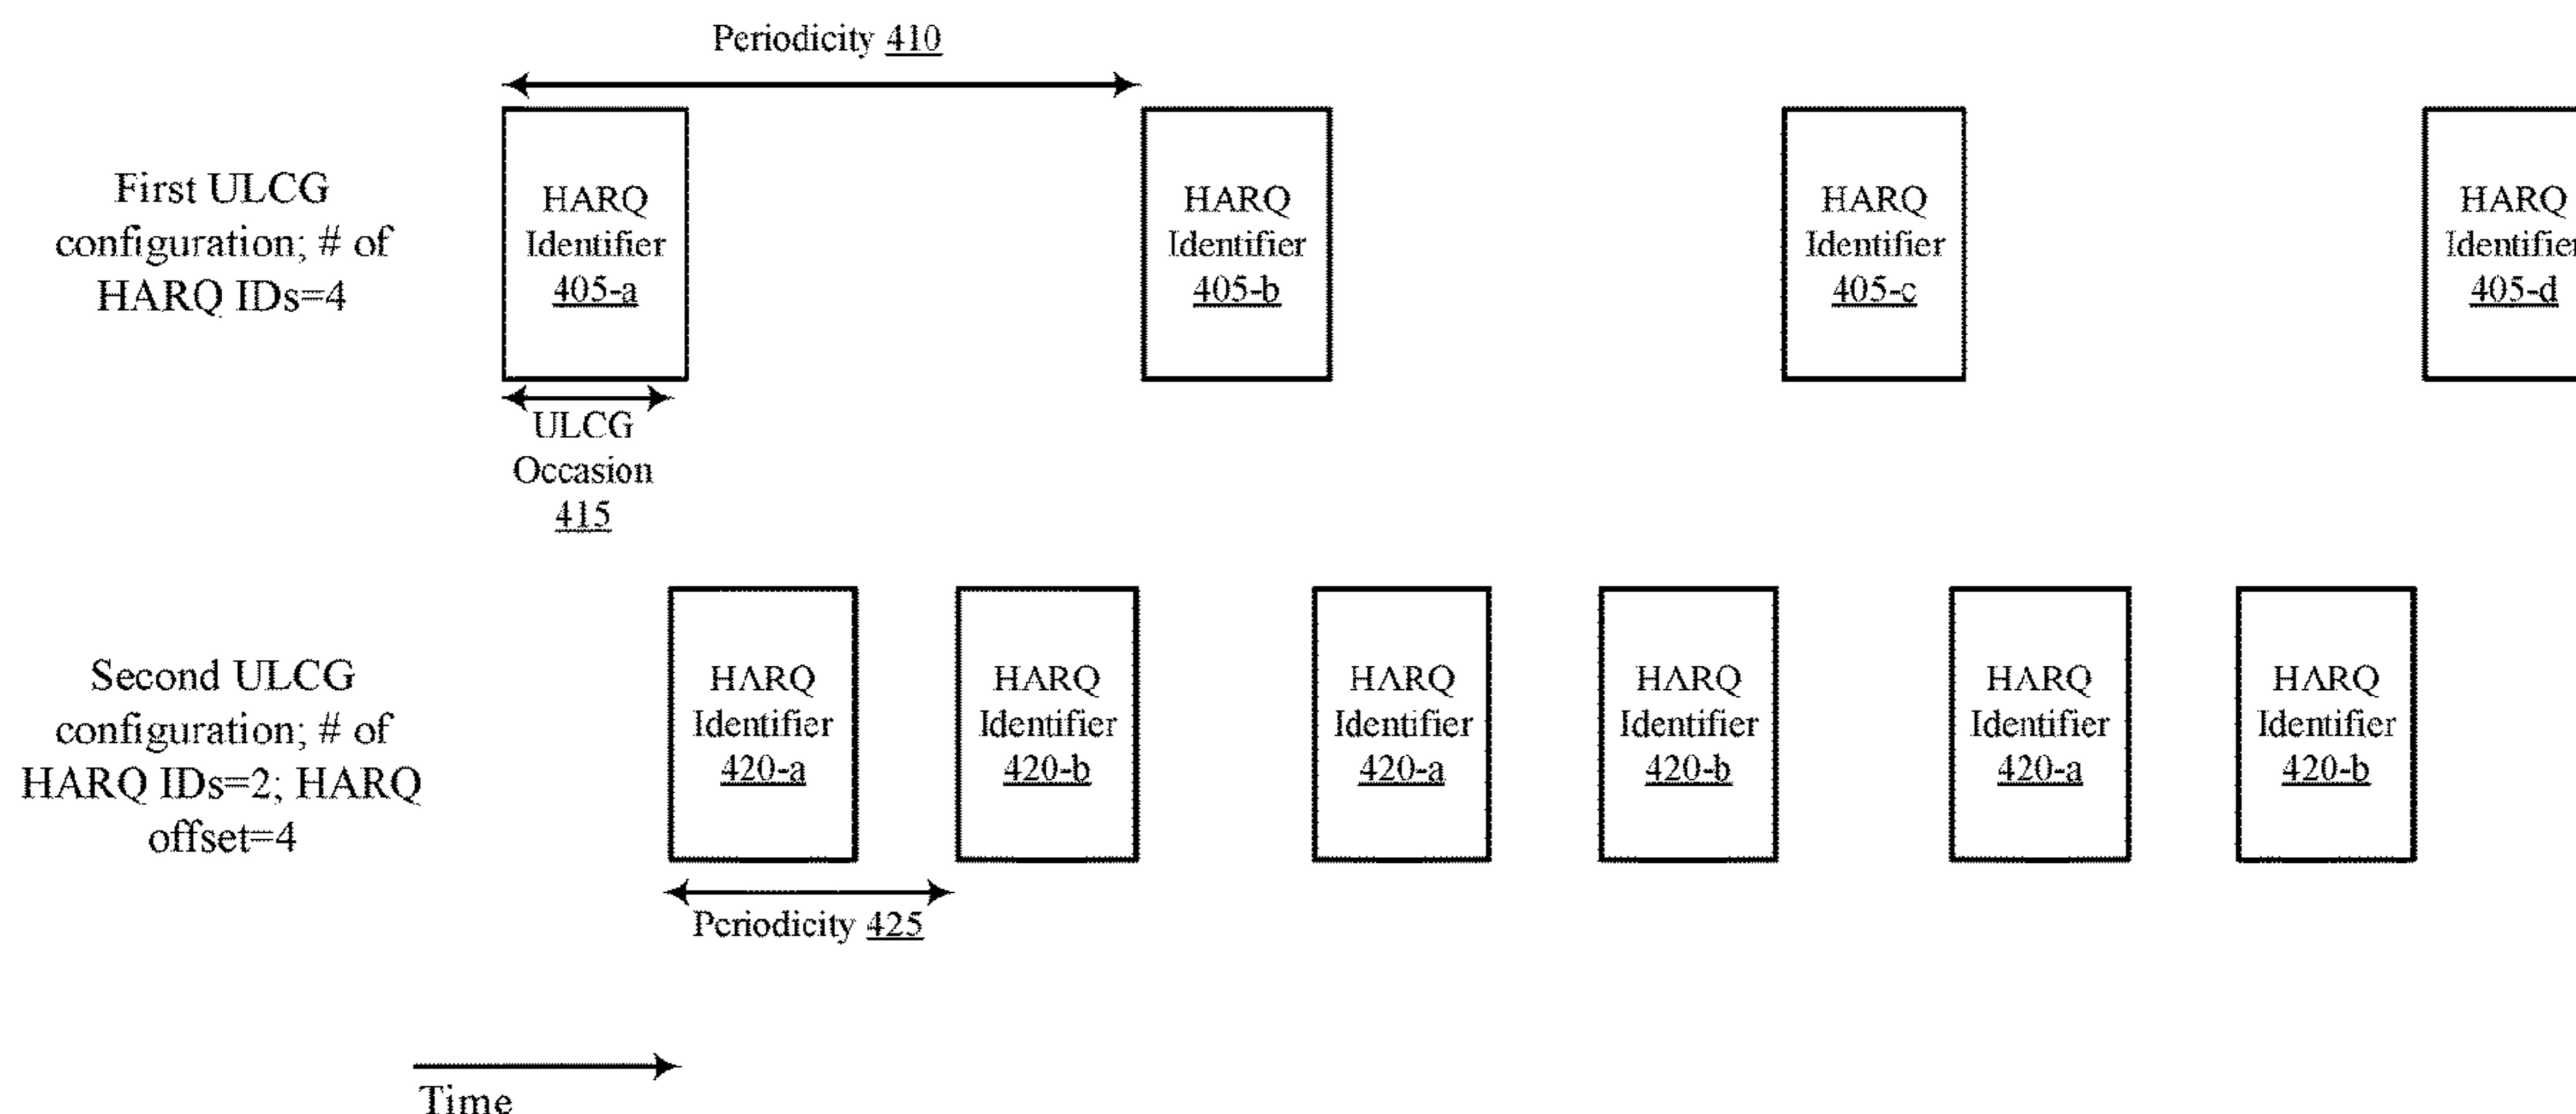 Periodicity 410
First ULCG
configuration; # of
HARQ IDs=4
HARQ
Identifier
405-a
HARQ
Identifier
405-b
HARQ
Identifier
405-c
HARQ
Identifier
405-d
ULCG
Occasion
415
Second ULCG
configuration; # of
HARQ IDs=2; HARQ
offset=4
HARQ
Identifier
420-a
HARQ
Identifier
420-b
HARQ
Identifier
420-a
HARQ
Identifier
420-b
HARQ
Identifier
420-a
HARQ
Identifier
420-b
Periodicity 425
Time